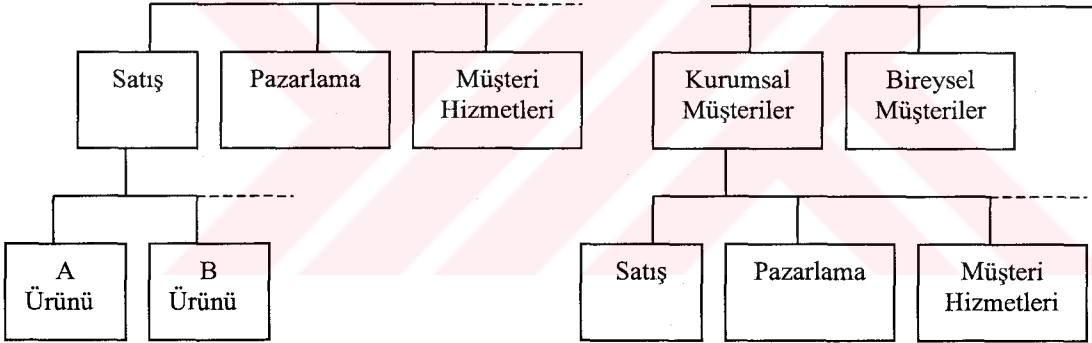 Satış
Pazarlama
Müşteri
Hizmetleri
Kurumsal
Müşteriler
Bireysel
Müşteriler
A
Ürünü
B
Ürünü
Satış
Pazarlama
Müşteri
Hizmetleri